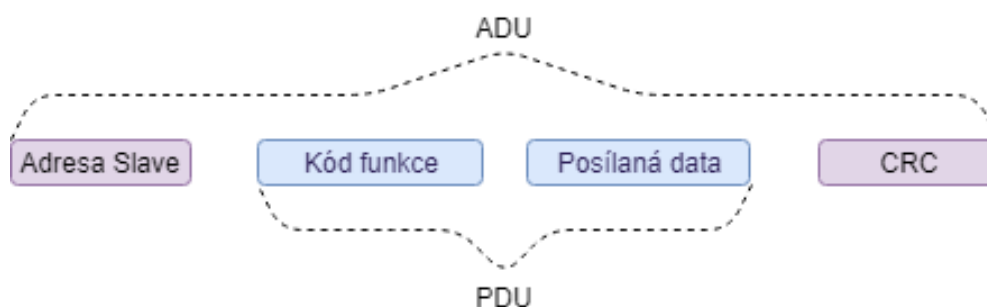 ADU
Adresa Slave
Kód funkce
Posílaná data
CRC
PDU